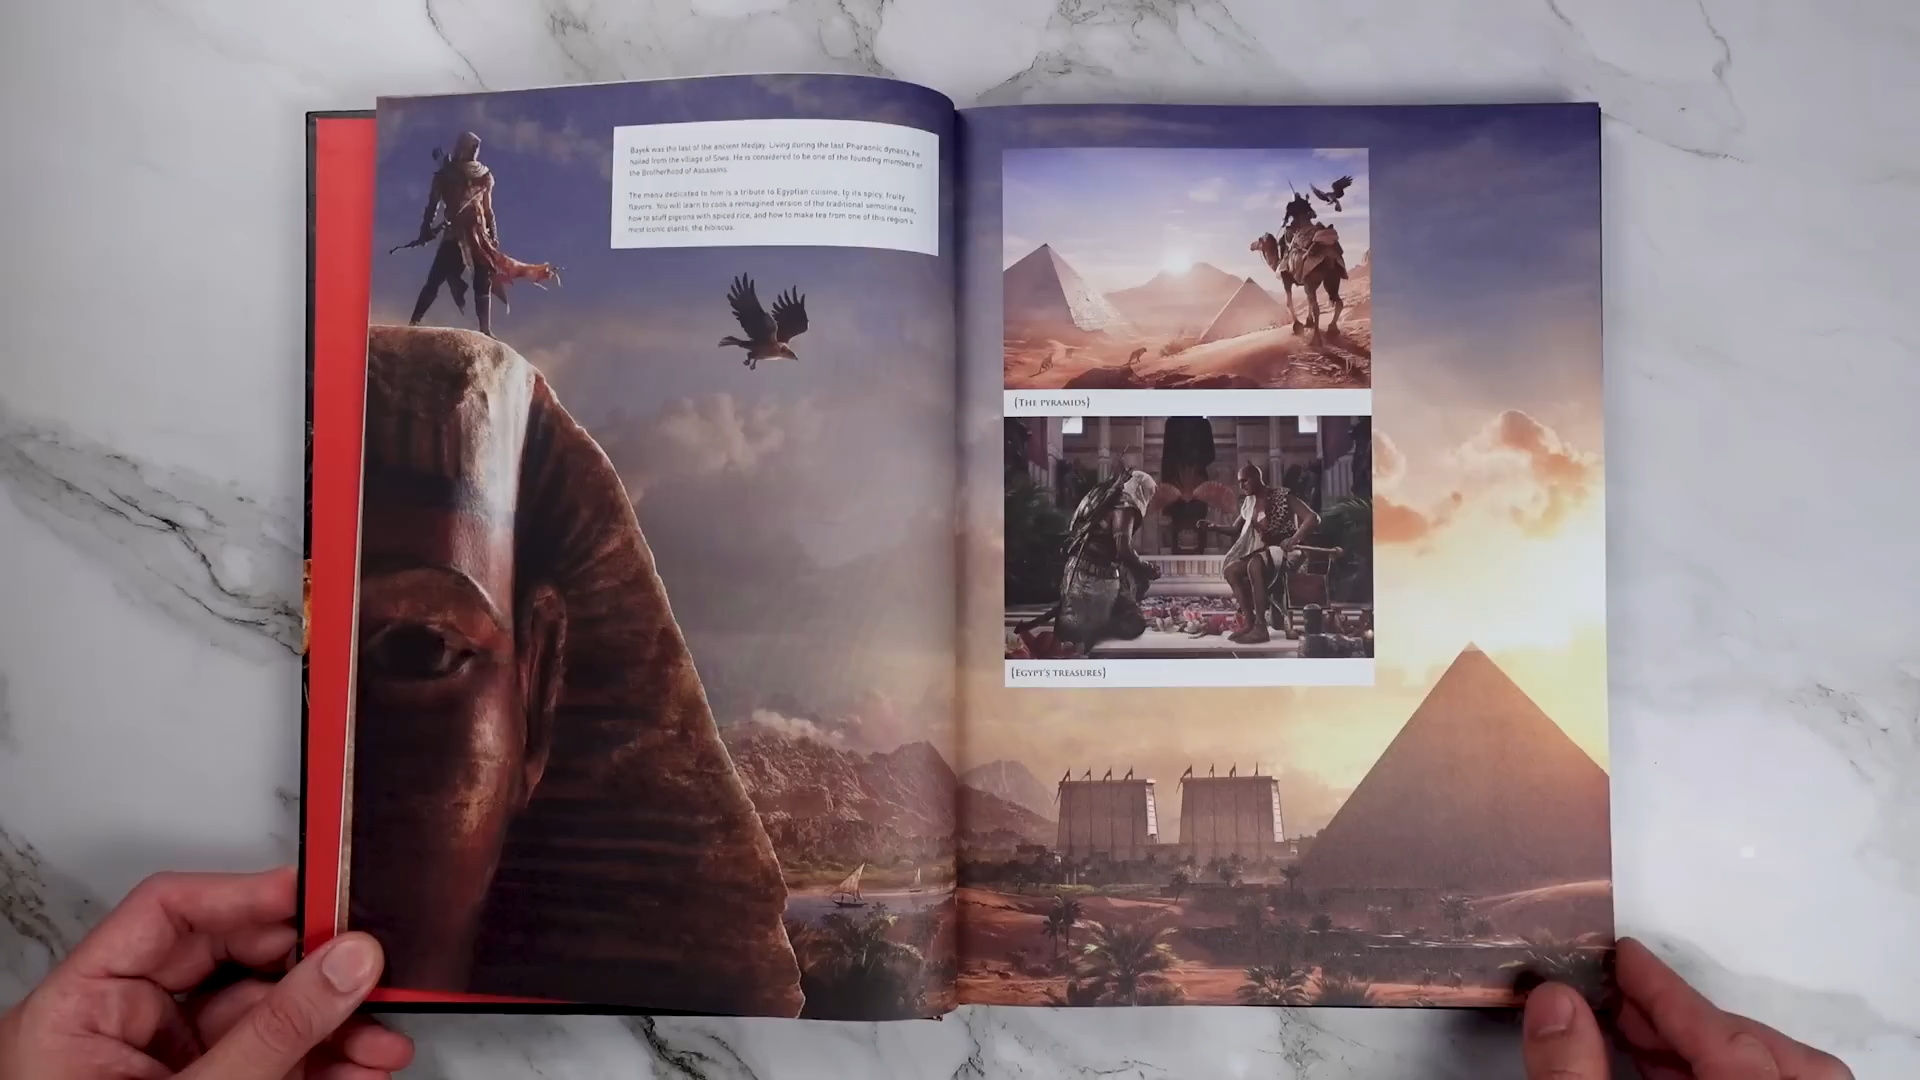 Bayek was the last of the ancient Medjay. Living during the last Pharaonic dynasty, he
hailed from the village of Siwa. He is considered to be one of the founding members of
the Brotherhood of Assassins.
The menu dedicated to him is a tribute to Egyptian cuisine, to its spicy, fruity
flavors. You will learn to cook a reimagined version of the traditional semolina cake,
how to stuff pigeons with spiced rice, and how to make tea from one of this region's
most iconic plants, the hibiscus.
{The pyramids}
{Egypt's treasures}